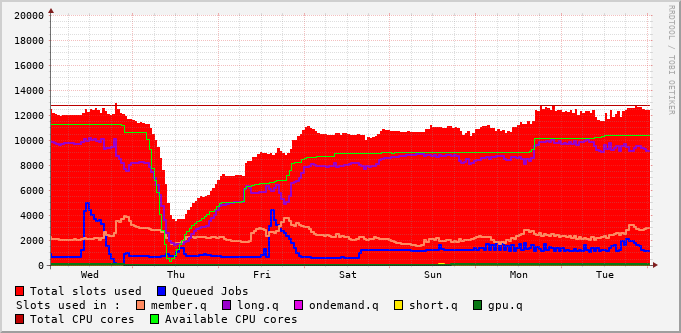 20000
18000
16000
14000
12000
10000
8000
6000
4000
2000
0
Wed Thu Fri Sat Sun Mon Tue
Total slots used Queued Jobs
Slots used in : member.q long.q ondemand.q short.q gpu.q
Total CPU cores Available CPU cores
RRDTOOL / TOBI OETIKER